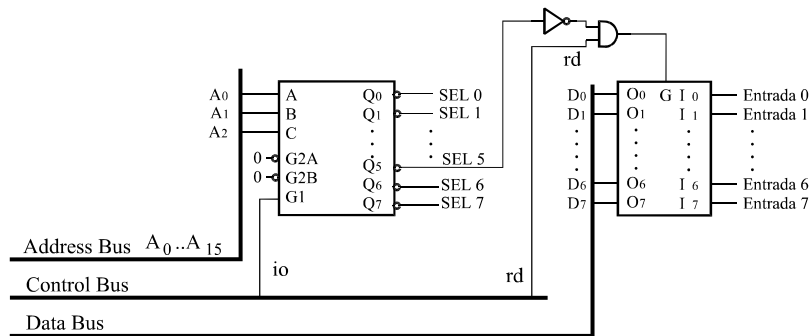 rd
A0 A Q0 SEL 0 D0 O0 G I 0 Entrada 0
A1 B Q1 SEL 1 D1 O1 I 1 Entrada 1
A2 C
0 G2A Q5 SEL 5
0 G2B Q6 SEL 6 D6 O6 I 6 Entrada 6
G1 Q7 SEL 7 D7 O7 I 7 Entrada 7
Address Bus A0..A15
io rd
Control Bus
Data Bus